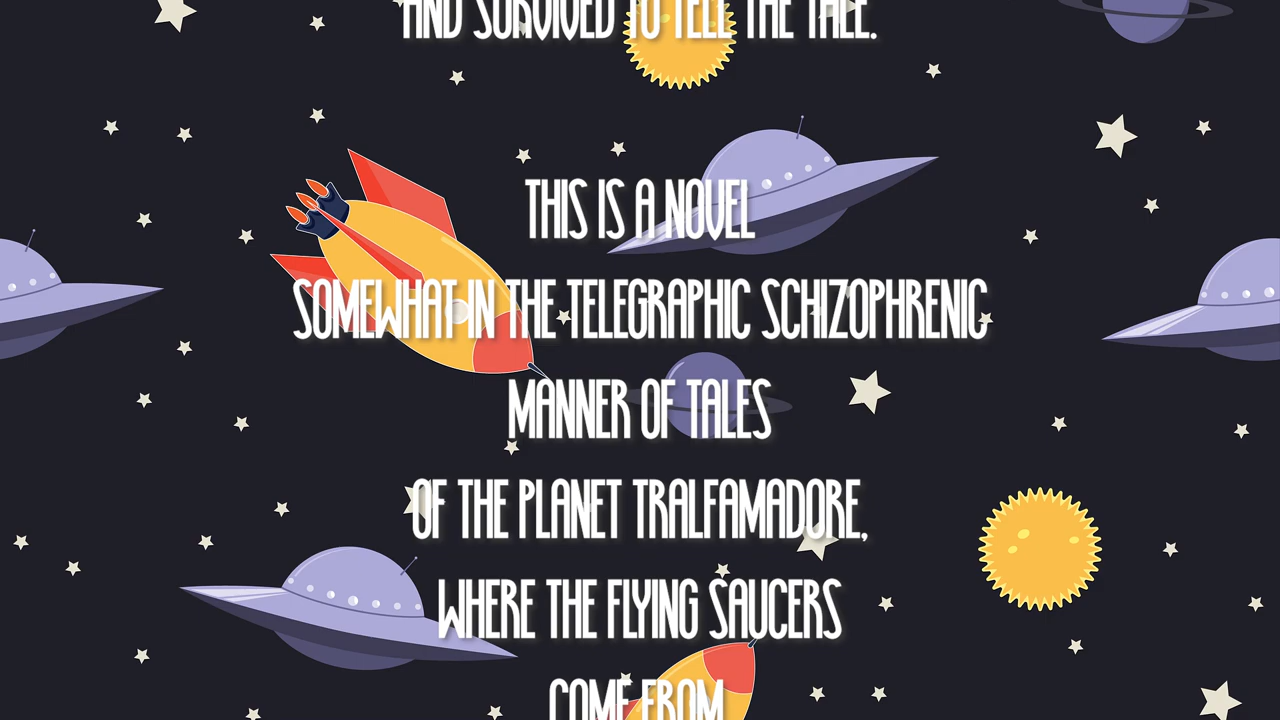 AND SURVIVED TO TELL THE TALE.
THIS IS A NOVEL
SOMEWHAT IN THE TELEGRAPHIC SCHIZOPHRENIC
MANNER OF TALES
OF THE PLANET TRALFAMADORE,
WHERE THE FLYING SAUCERS
COME FROM